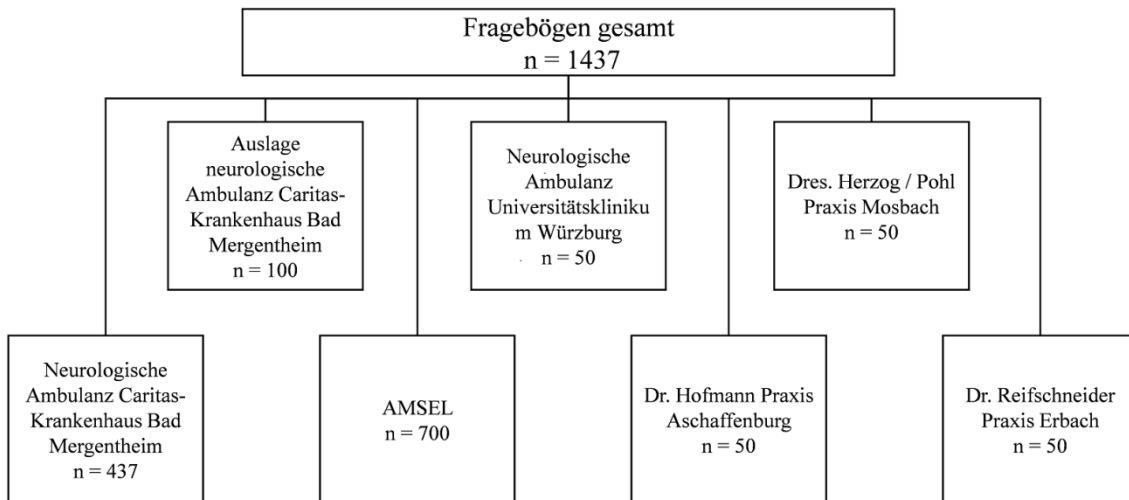 Fragebögen gesamt
n = 1437
Auslage
neurologische
Ambulanz Caritas-
Krankenhaus Bad
Mergentheim
n = 100
Neurologische
Ambulanz
Universitätskliniku
m Würzburg
n = 50
Dres. Herzog / Pohl
Praxis Mosbach
n = 50
Neurologische
Ambulanz Caritas-
Krankenhaus Bad
Mergentheim
n = 437
AMSEL
n = 700
Dr. Hofmann Praxis
Aschaffenburg
n = 50
Dr. Reifschneider
Praxis Erbach
n = 50